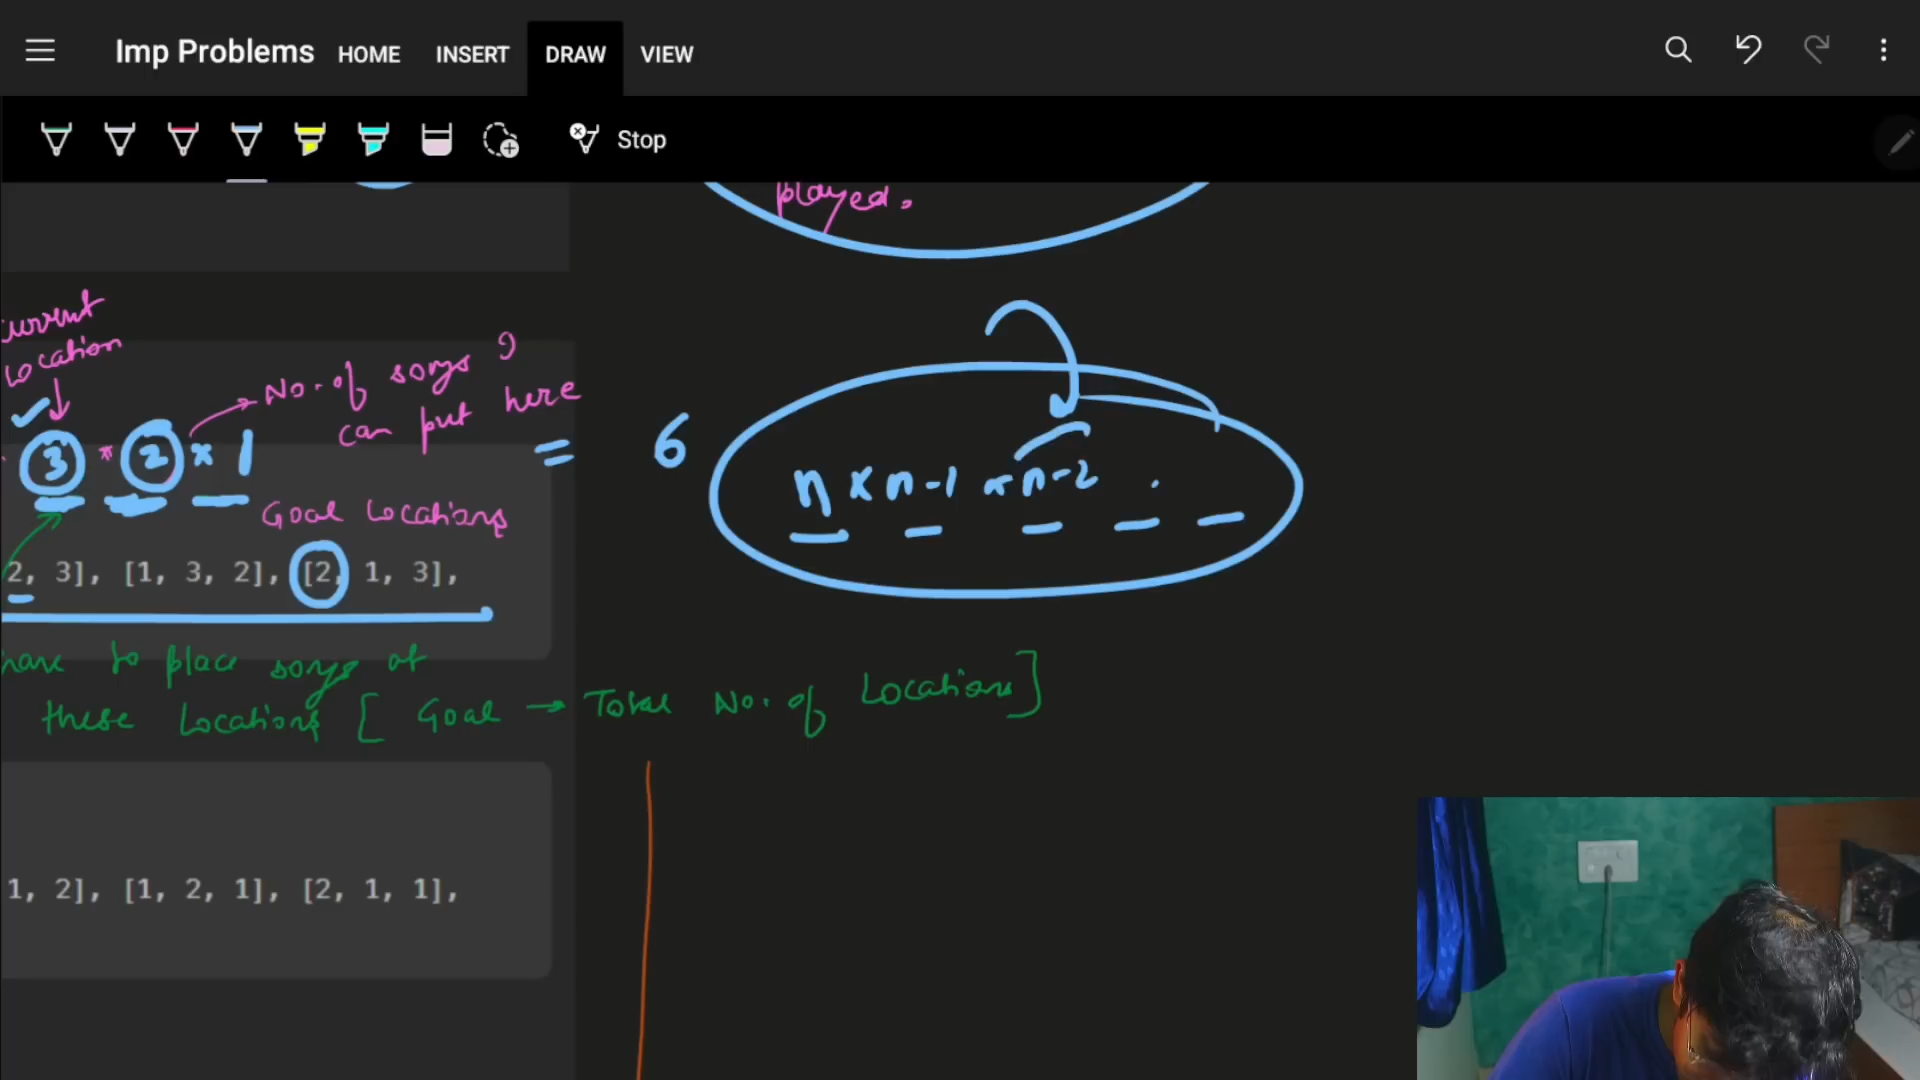 Imp Problems HOME INSERT DRAW VIEW
Stop
played.
current
Location
No. of songs I
can put here
3 * 2 x 1 = 6
Goal Locations
n x n-1 x n-2 .
2, 3], [1, 3, 2], [2, 1, 3],
have to place songs at
these Locations [ Goal → Total No. of Locations]
1, 2], [1, 2, 1], [2, 1, 1],